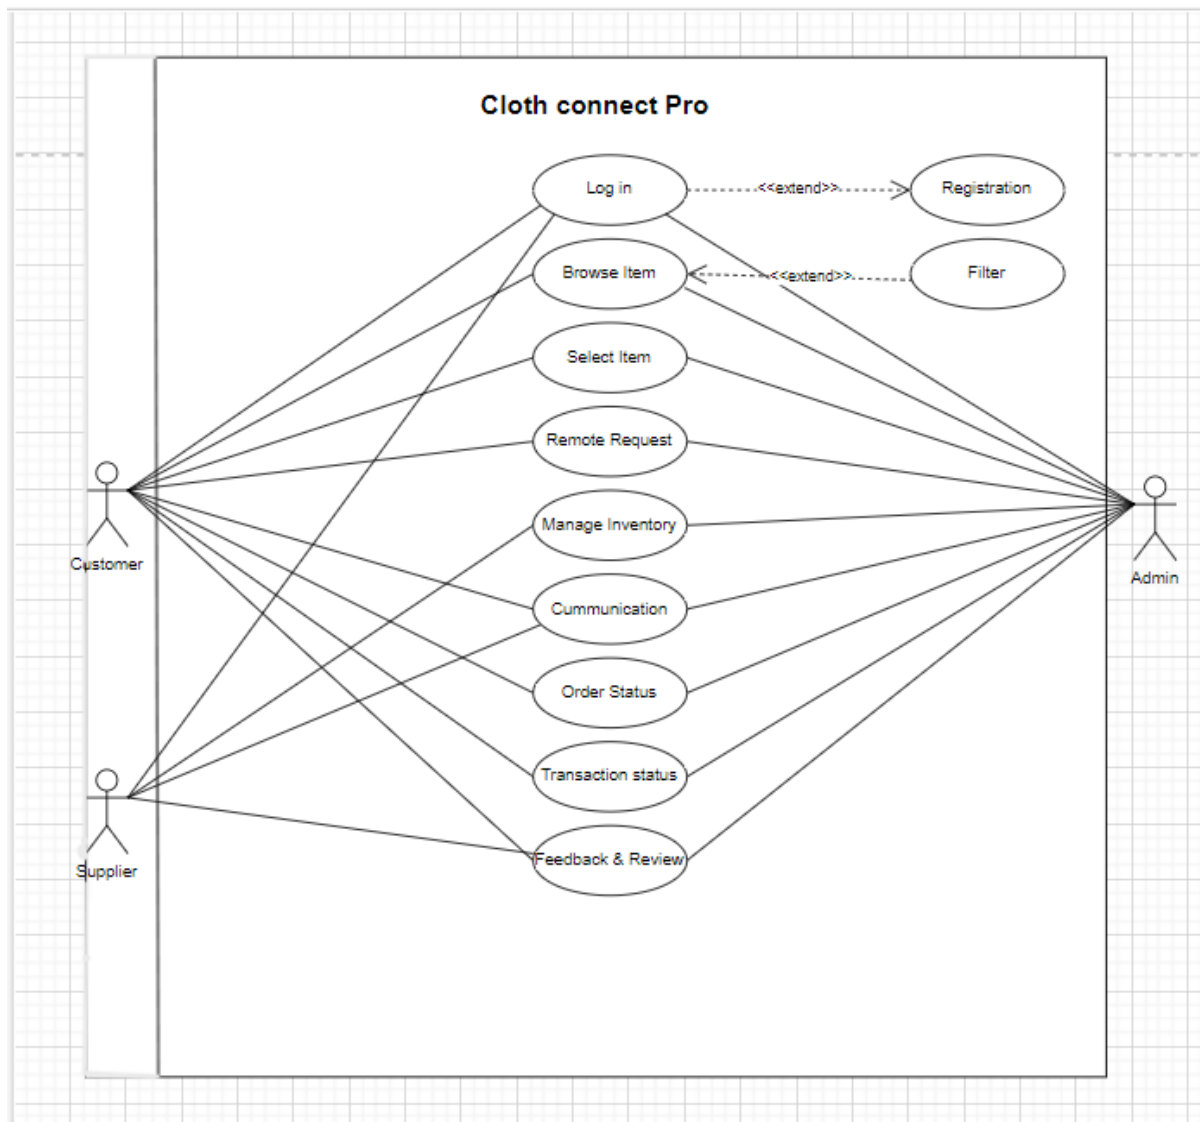 Cloth connect Pro
Log in
<<extend>>
Registration
Browse Item
<<extend>>
Filter
Select Item
Remote Request
Manage Inventory
Customer
Admin
Cummunication
Order Status
Transaction status
Feedback & Review
Supplier